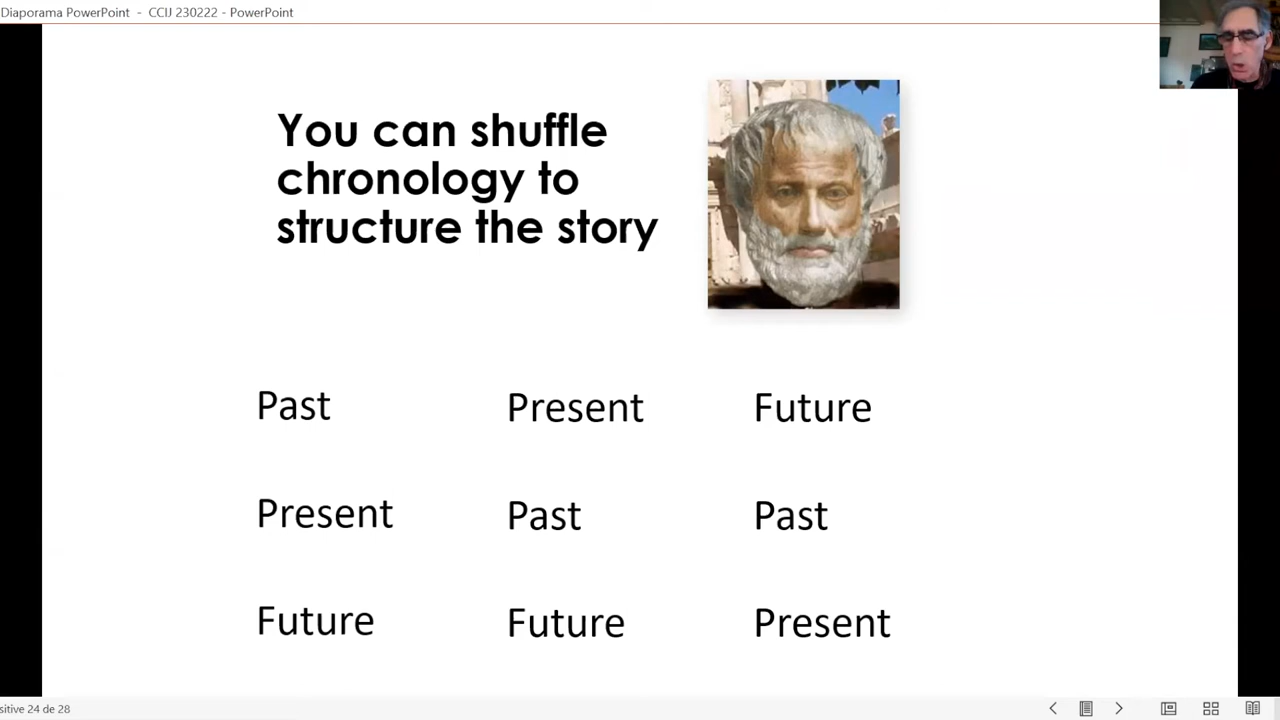 Diaporama PowerPoint - CCIJ 230222 - PowerPoint
You can shuffle
chronology to
structure the story
Past Present Future
Present Past Past
Future Future Present
sitive 24 de 28